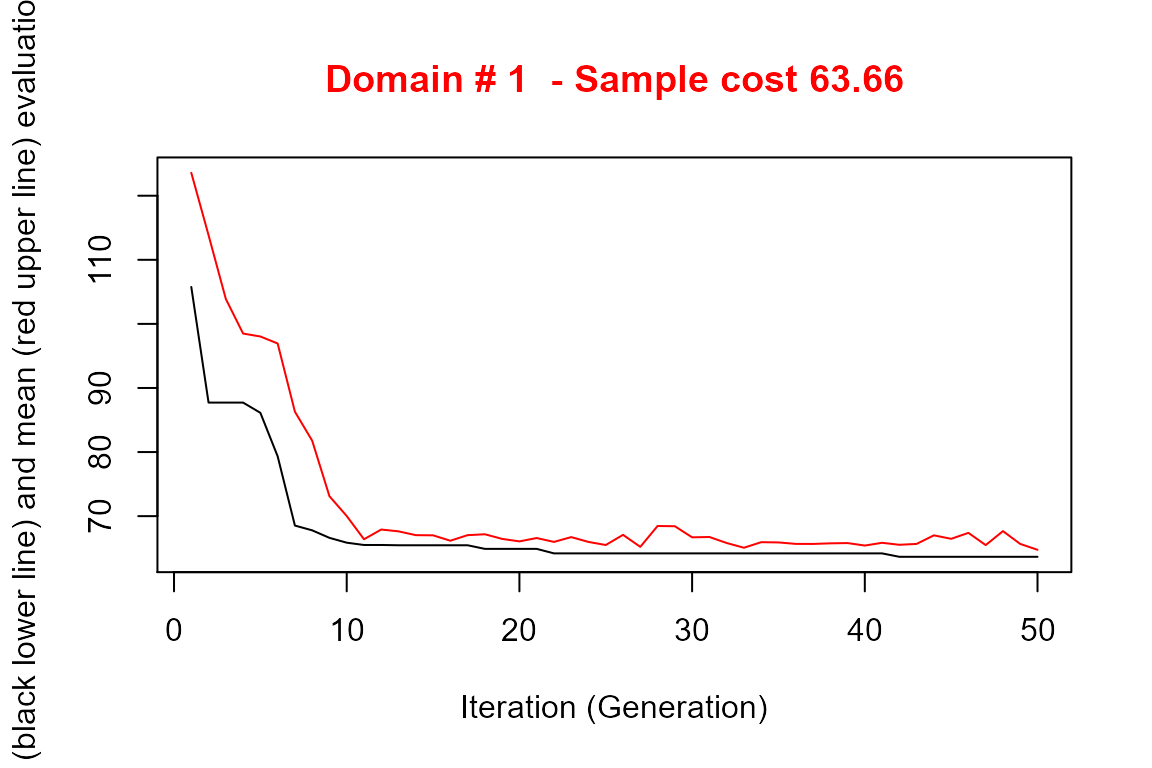 Domain # 1  - Sample cost 63.66
(black lower line) and mean (red upper line) evaluatio
110
90
80
70
0 10 20 30 40 50
Iteration (Generation)